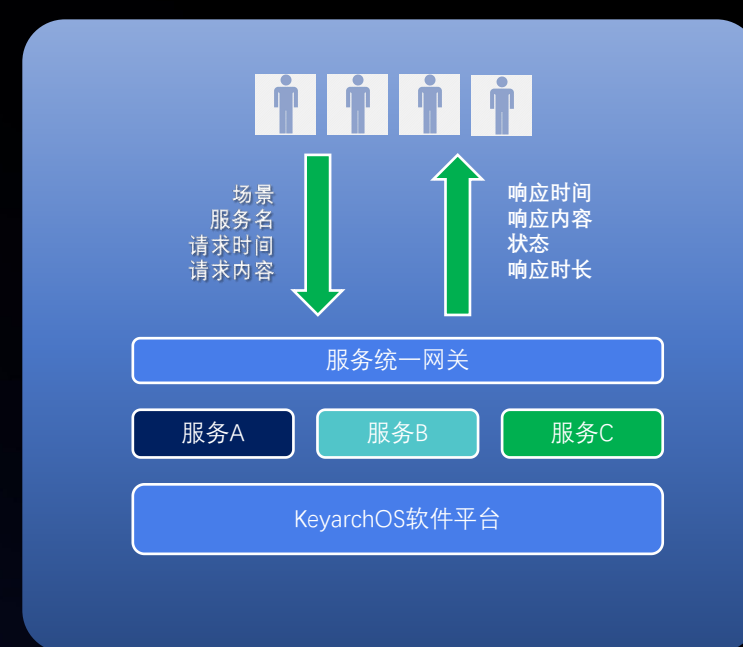 场景
服务名
请求时间
请求内容
响应时间
响应内容
状态
响应时长
服务统一网关
服务A
服务B
服务C
KeyarchOS软件平台